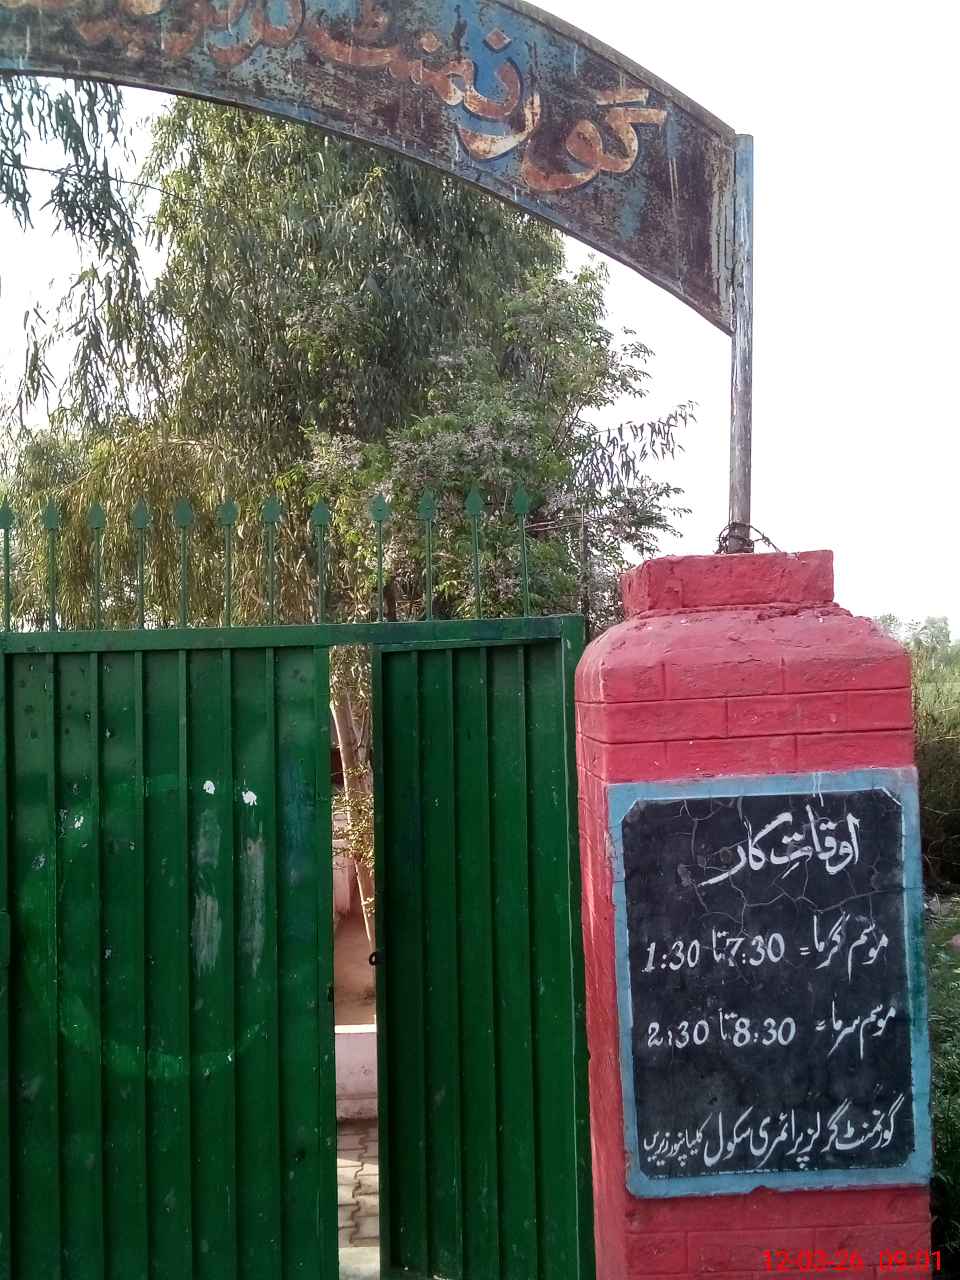 گورنمنٹ
اوقات کار
موسم گرما= 7:30 تا 1:30
موسم سرما= 8:30 تا 2:30
گورنمنٹ گرلز پرائمری سکول
12-03-26 09:01